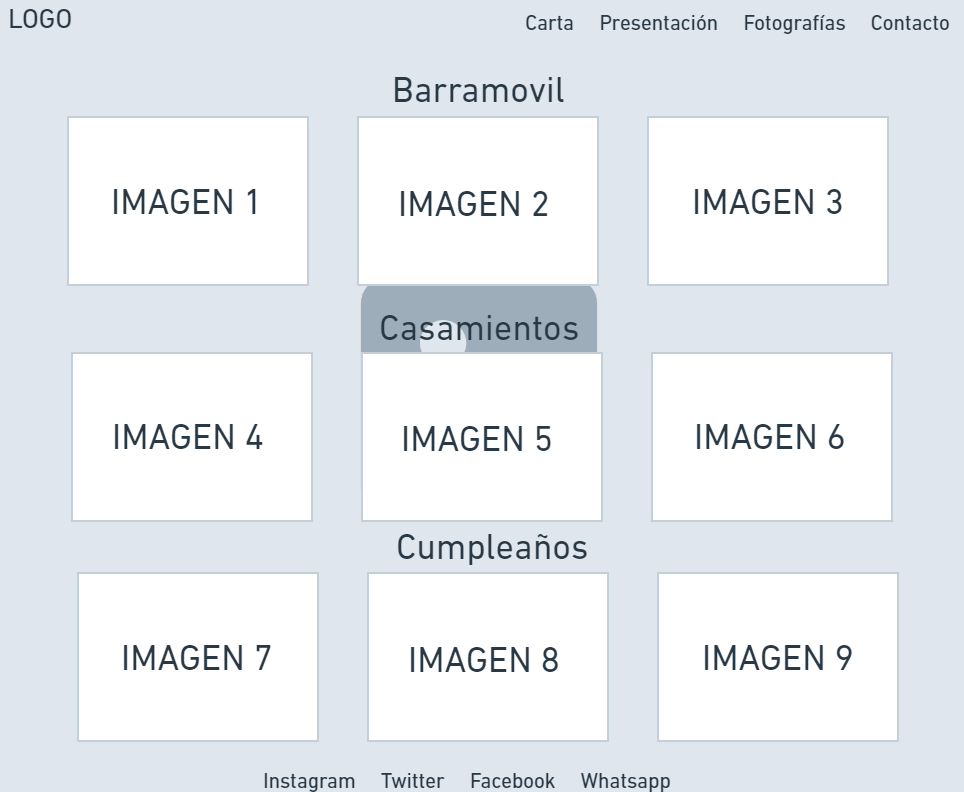 LOGO
Carta Presentación Fotografías Contacto
Barramovil
IMAGEN 1
IMAGEN 2
IMAGEN 3
Casamientos
IMAGEN 4
IMAGEN 5
IMAGEN 6
Cumpleaños
IMAGEN 7
IMAGEN 8
IMAGEN 9
Instagram Twitter Facebook Whatsapp